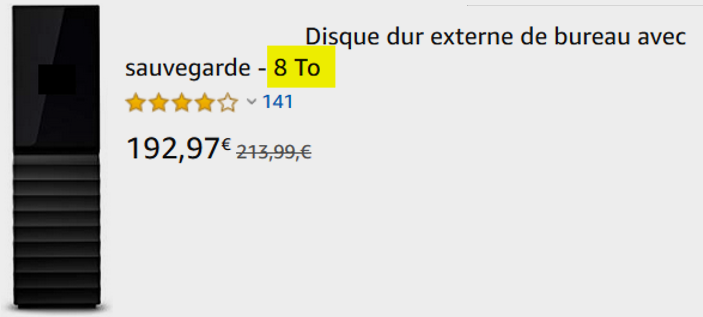 Disque dur externe de bureau avec
sauvegarde - 8 To
141
192,97€ 213,99,€